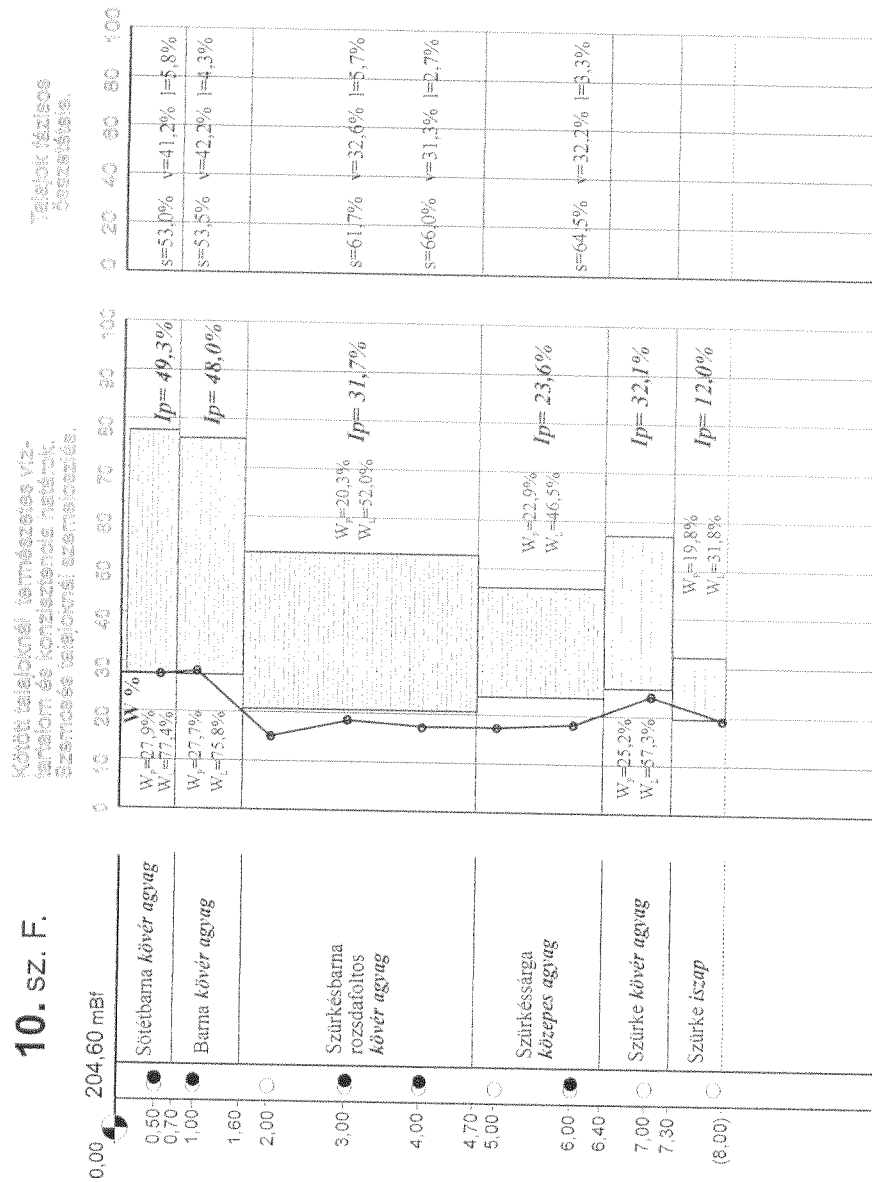 10. sz. F.
204,60 mBf
0,00
0,50
0,70
1,00
1,60
2,00
3,00
4,00
4,70
5,00
6,00
6,40
7,00
7,30
(8,00)
Sötétbarna kövér agyag
Barna kövér agyag
Szürkésbarna
rozsdafoltos
kövér agyag
Szürkéssárga
közepes agyag
Szürke kövér agyag
Szürke iszap
Kötött talajoknál természetes víz-
tartalom és konzisztencia határok.
Szemcsés talajoknál szemeloszlás.
0 10 20 30 40 50 60 70 80 90 100
W %
Wp=27,9%
WL=77,4%
Ip= 49,3%
Wp=27,7%
WL=75,8%
Ip= 48,0%
Wp=20,3%
WL=52,0%
Ip= 31,7%
Wp=22,9%
WL=46,5%
Ip= 23,6%
Wp=25,2%
WL=57,3%
Ip= 32,1%
Wp=19,8%
WL=31,8%
Ip= 12,0%
Talajok fázisos
összetétele.
0 20 40 60 80 100
s=53,0% v=41,2% l=5,8%
s=53,5% v=42,2% l=4,3%
s=61,7% v=32,6% l=5,7%
s=66,0% v=31,3% l=2,7%
s=64,5% v=32,2% l=3,3%